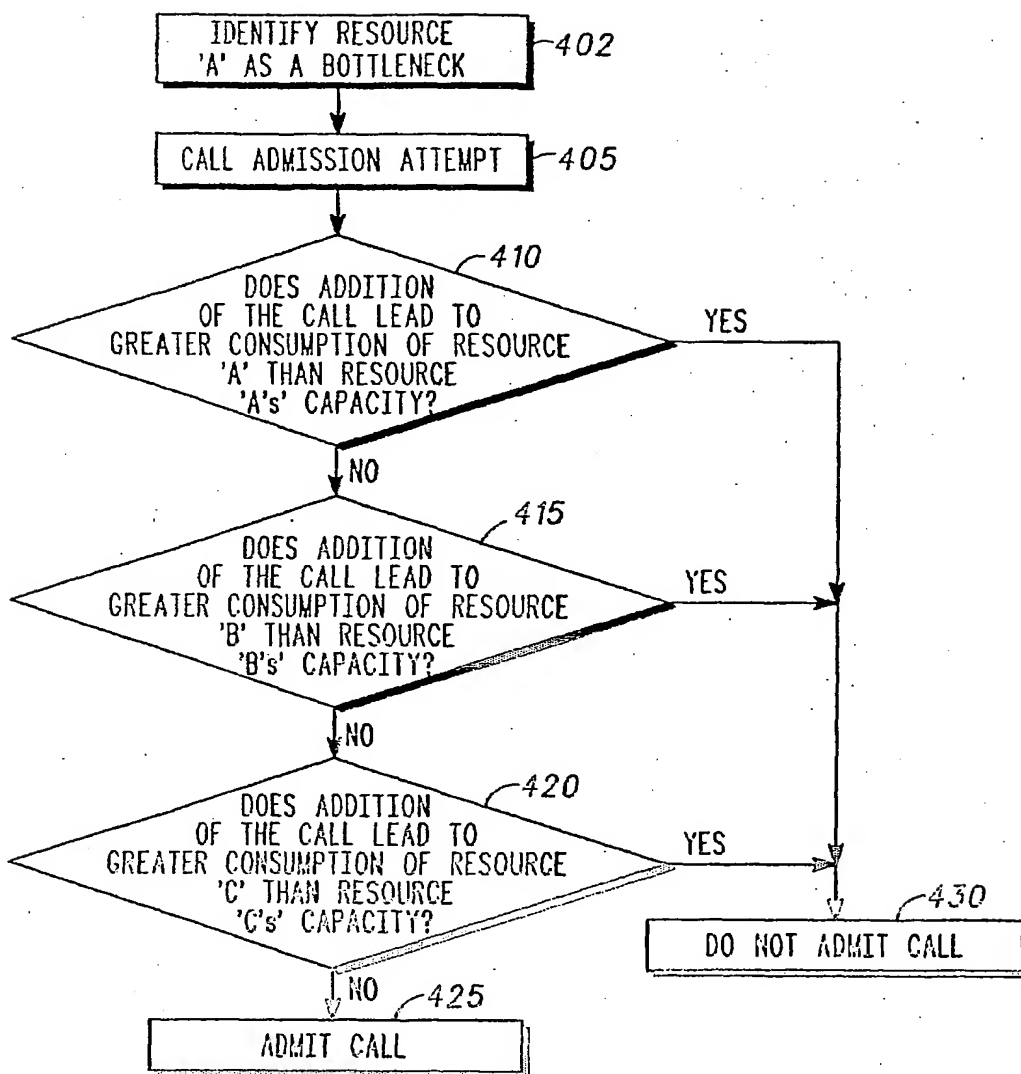 IDENTIFY RESOURCE
'A' AS A BOTTLENECK
402
CALL ADMISSION ATTEMPT
405
410
DOES ADDITION
OF THE CALL LEAD TO
GREATER CONSUMPTION OF RESOURCE
'A' THAN RESOURCE
'A's' CAPACITY?
YES
NO
415
DOES ADDITION
OF THE CALL LEAD TO
GREATER CONSUMPTION OF RESOURCE
'B' THAN RESOURCE
'B's' CAPACITY?
YES
NO
420
DOES ADDITION
OF THE CALL LEAD TO
GREATER CONSUMPTION OF RESOURCE
'C' THAN RESOURCE
'C's' CAPACITY?
YES
NO
430
DO NOT ADMIT CALL
425
ADMIT CALL